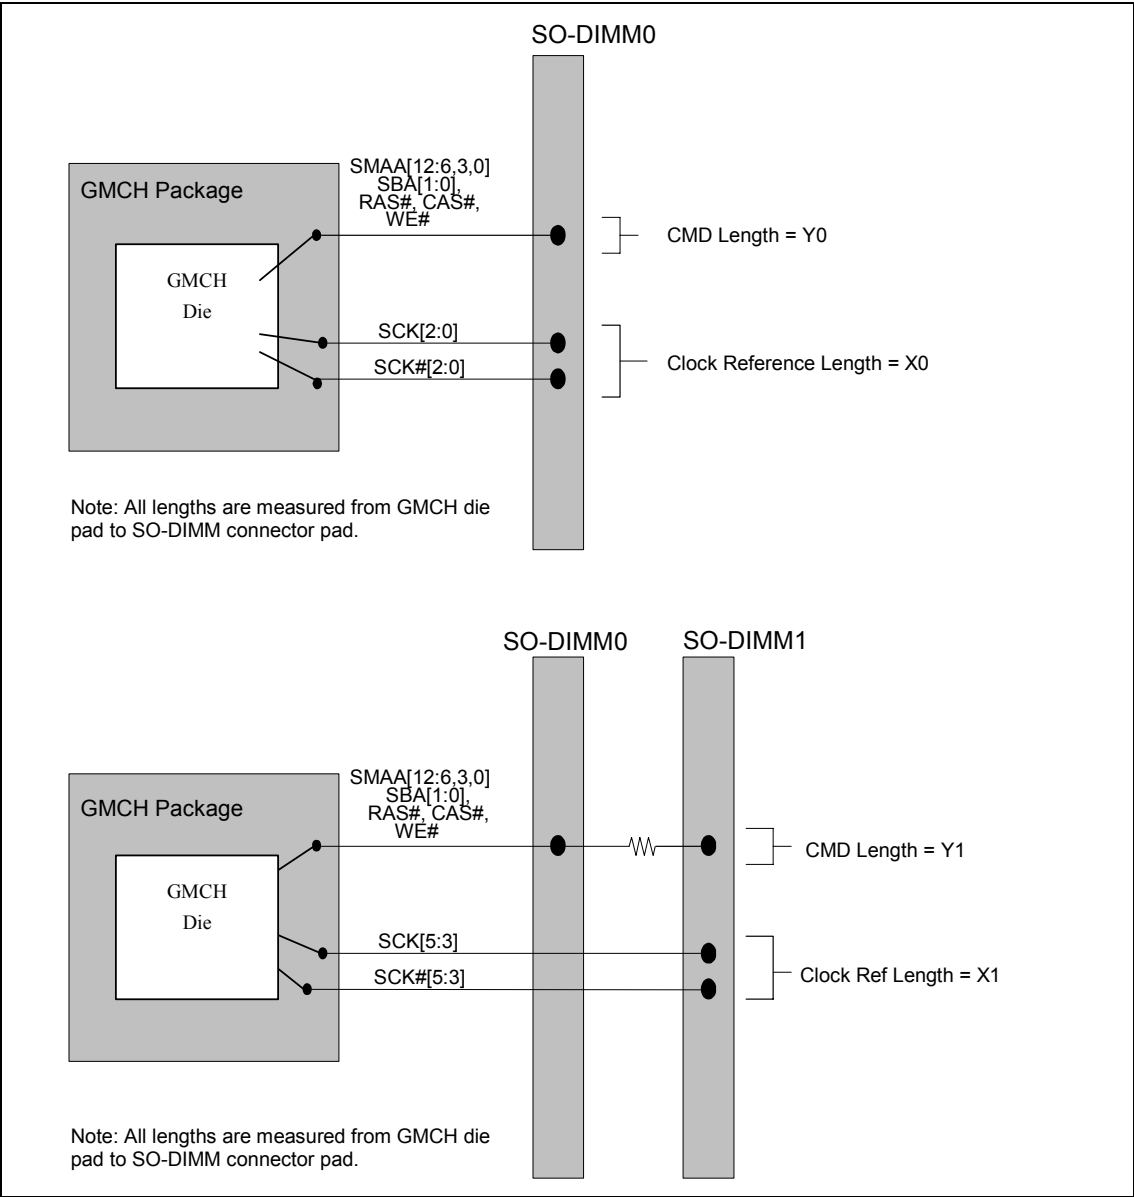 SO-DIMM0
SMAA[12:6,3,0]
SBA[1:0],
RAS#, CAS#,
WE#
GMCH Package
CMD Length = Y0
GMCH
Die
SCK[2:0]
SCK#[2:0]
Clock Reference Length = X0
Note: All lengths are measured from GMCH die
pad to SO-DIMM connector pad.
SO-DIMM0
SO-DIMM1
SMAA[12:6,3,0]
SBA[1:0],
RAS#, CAS#,
WE#
GMCH Package
CMD Length = Y1
GMCH
Die
SCK[5:3]
SCK#[5:3]
Clock Ref Length = X1
Note: All lengths are measured from GMCH die
pad to SO-DIMM connector pad.